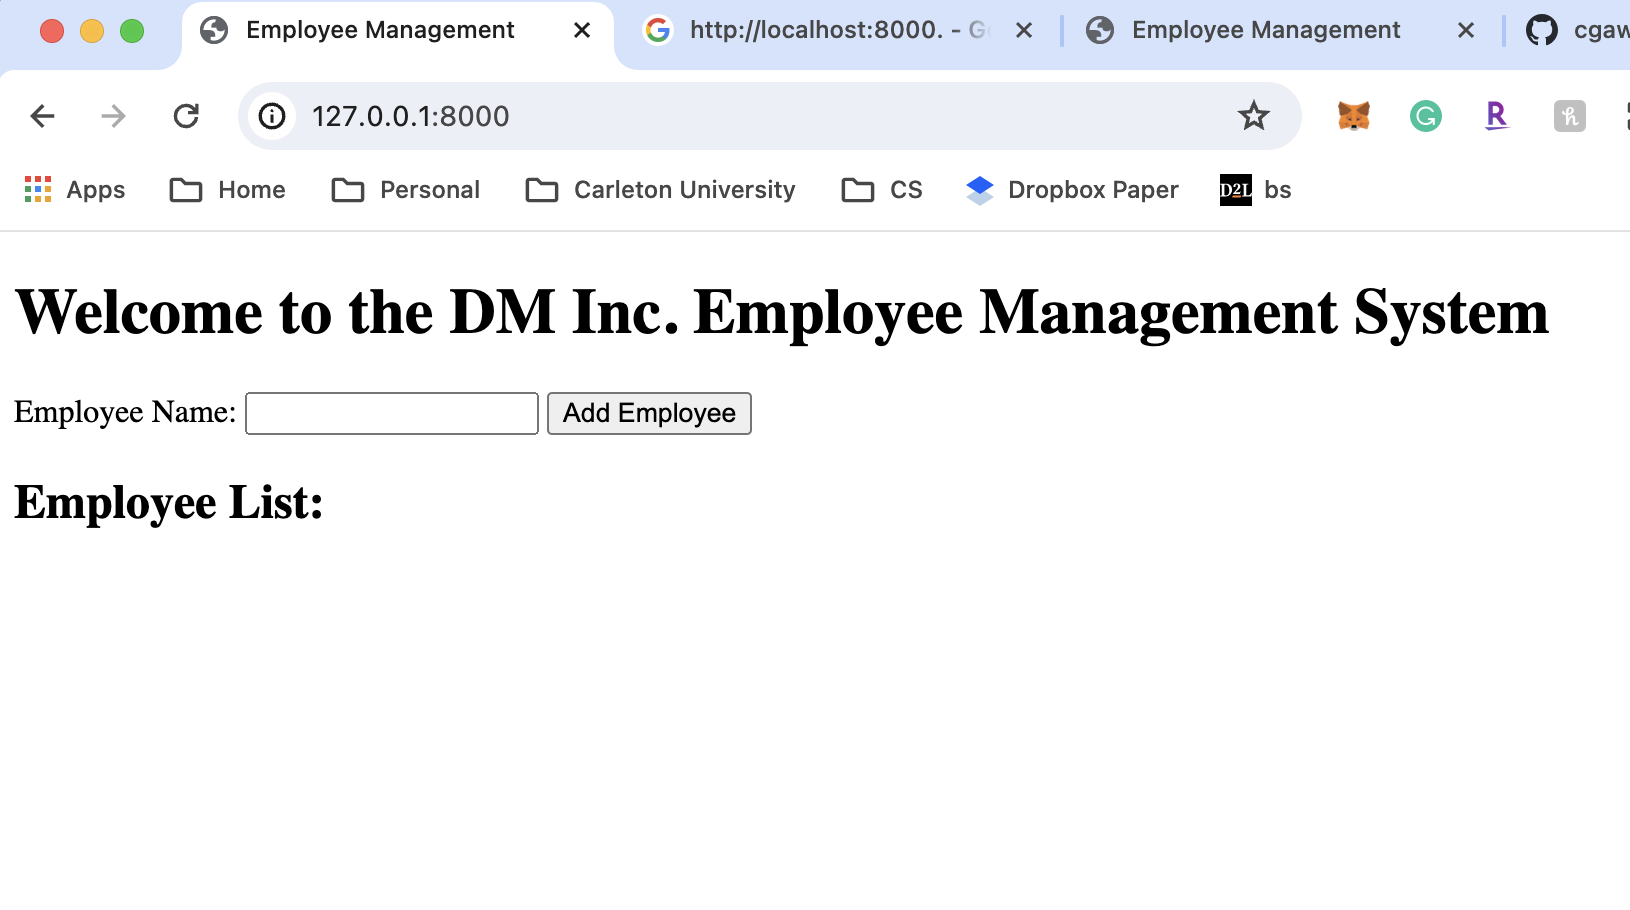 Employee Management
http://localhost:8000. - G
Employee Management
cgaw
127.0.0.1:8000
Apps Home Personal Carleton University CS Dropbox Paper D2L bs
Welcome to the DM Inc. Employee Management System
Employee Name: Add Employee
Employee List: